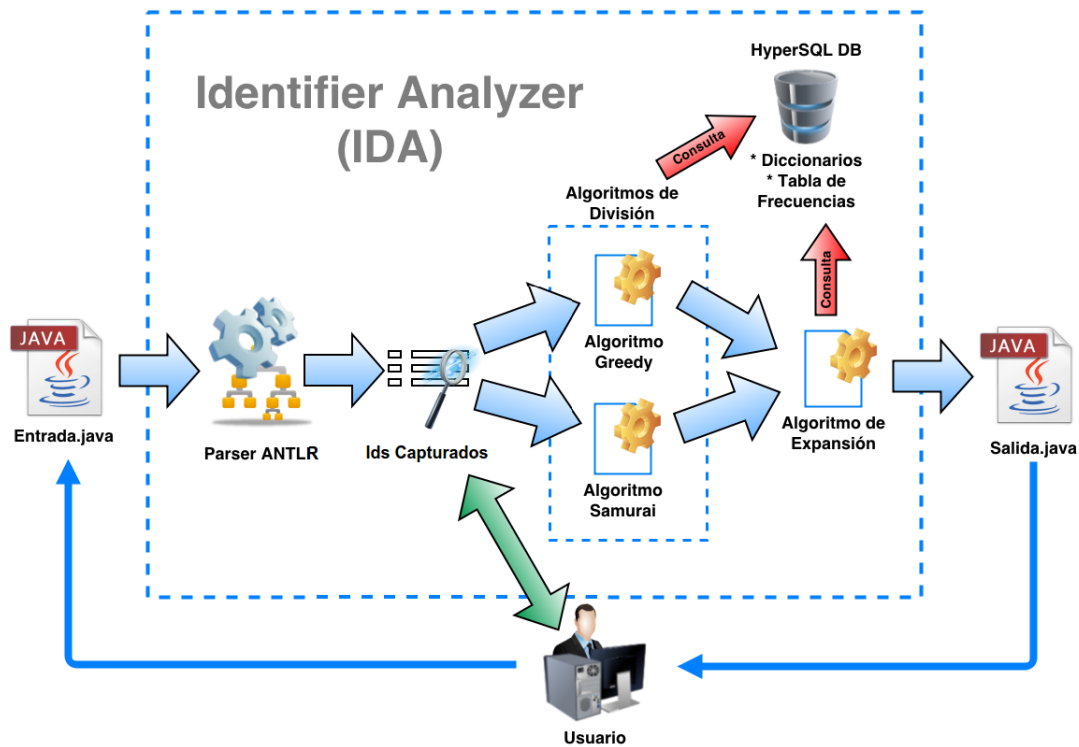 Identifier Analyzer
(IDA)
HyperSQL DB
Consulta
* Diccionarios
* Tabla de
Frecuencias
Algoritmos de
División
Consulta
JAVA
Entrada.java
Parser ANTLR
Ids Capturados
Algoritmo
Greedy
Algoritmo
Samurai
Algoritmo de
Expansión
JAVA
Salida.java
Usuario